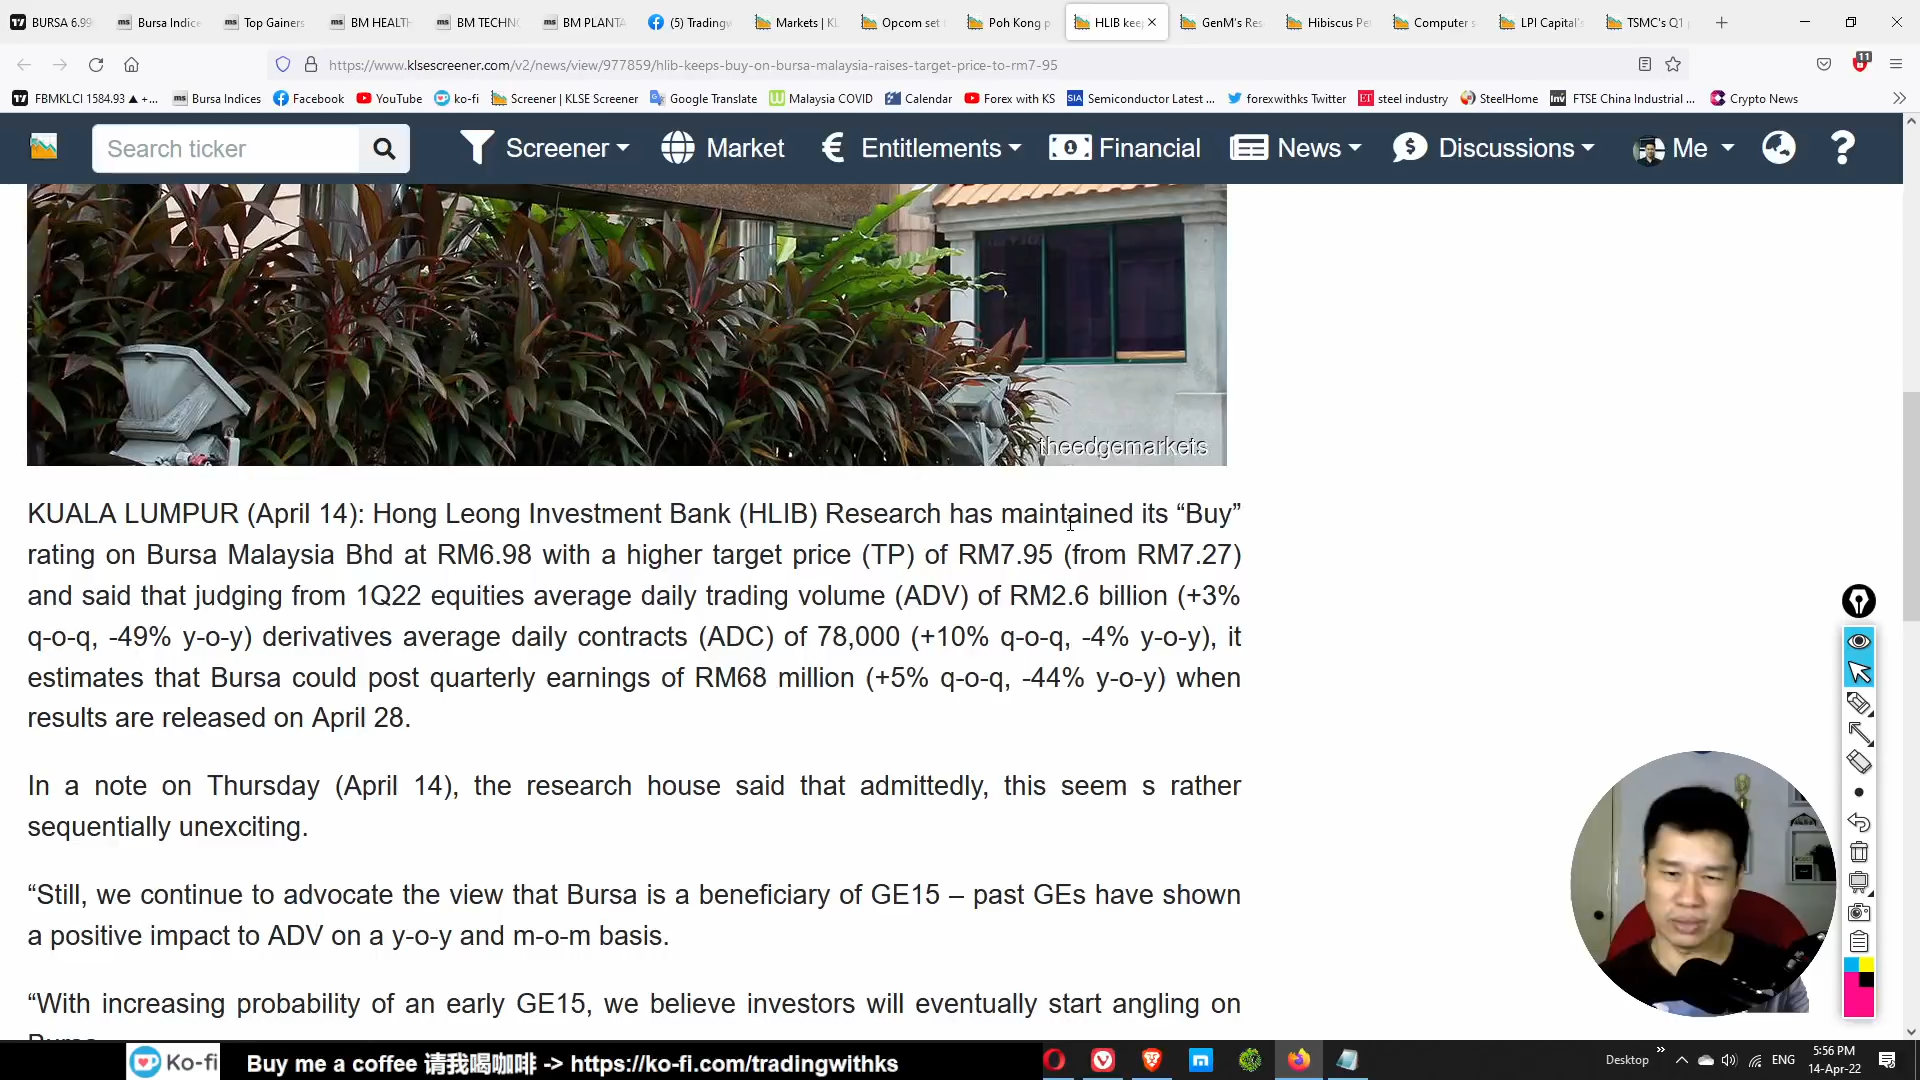 BURSA 6.99
Bursa Indice
Top Gainers
BM HEALT
BM TECHN
BM PLANTA
(5) Trading
Markets | KL
Opcom set
Poh Kong p
HLIB kee
GenM's Res
Hibiscus Pe
Computer s
LPI Capital's
TSMC's Q1
https://www.klsescreener.com/v2/news/view/977859/hlib-keeps-buy-on-bursa-malaysia-raises-target-price-to-rm7-95
11
FBMKLCI 1584.93 ▲ +...
Bursa Indices
Facebook
YouTube
ko-fi
Screener | KLSE Screener
Google Translate
Malaysia COVID
Calendar
Forex with KS
SIA Semiconductor Latest ...
forexwithks Twitter
ET steel industry
SteelHome
Inv FTSE China Industrial ...
Crypto News
Search ticker
Screener
Market
Entitlements
Financial
News
Discussions
Me
theedgemarkets
KUALA LUMPUR (April 14): Hong Leong Investment Bank (HLIB) Research has maintained its “Buy”
rating on Bursa Malaysia Bhd at RM6.98 with a higher target price (TP) of RM7.95 (from RM7.27)
and said that judging from 1Q22 equities average daily trading volume (ADV) of RM2.6 billion (+3%
q-o-q, -49% y-o-y) derivatives average daily contracts (ADC) of 78,000 (+10% q-o-q, -4% y-o-y), it
estimates that Bursa could post quarterly earnings of RM68 million (+5% q-o-q, -44% y-o-y) when
results are released on April 28.
In a note on Thursday (April 14), the research house said that admittedly, this seem s rather
sequentially unexciting.
“Still, we continue to advocate the view that Bursa is a beneficiary of GE15 – past GEs have shown
a positive impact to ADV on a y-o-y and m-o-m basis.
“With increasing probability of an early GE15, we believe investors will eventually start angling on
Ko-fi
Buy me a coffee 请我喝咖啡 -> https://ko-fi.com/tradingwithks
Desktop
ENG
5:56 PM
14-Apr-22